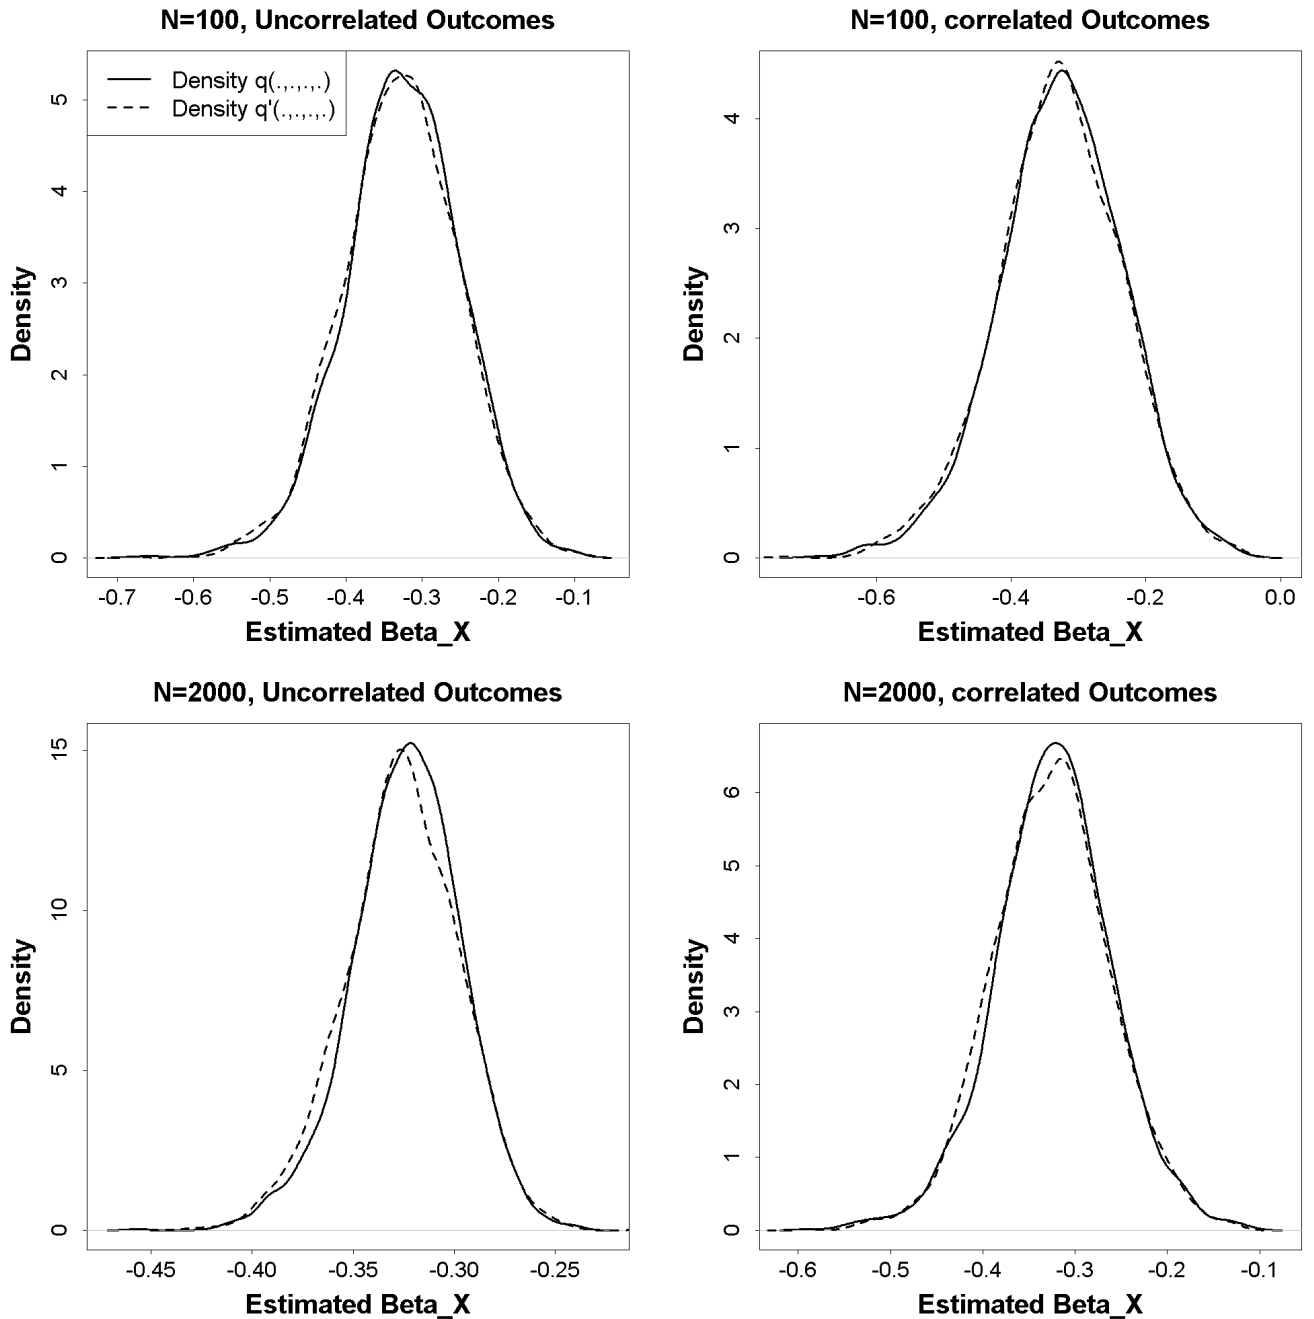 N=100, Uncorrelated Outcomes
Density q(.,.,.,.)
Density q'(.,.,.,.)
Density
0
1
2
3
4
5
-0.7 -0.6 -0.5 -0.4 -0.3 -0.2 -0.1
Estimated Beta_X
N=100, correlated Outcomes
Density
0
1
2
3
4
-0.6 -0.4 -0.2 0.0
Estimated Beta_X
N=2000, Uncorrelated Outcomes
Density
0
5
10
15
-0.45 -0.40 -0.35 -0.30 -0.25
Estimated Beta_X
N=2000, correlated Outcomes
Density
0
1
2
3
4
5
6
-0.6 -0.5 -0.4 -0.3 -0.2 -0.1
Estimated Beta_X